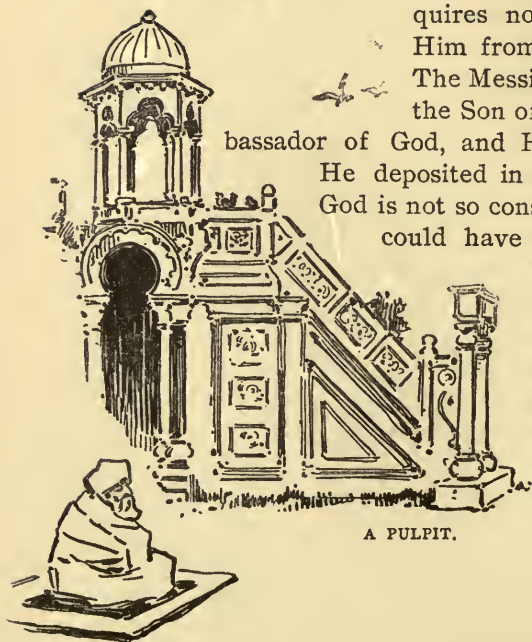 quires no
Him from
The Messi
the Son o
bassador of God, and H
He deposited in
God is not so cons
could have
A PULPIT.